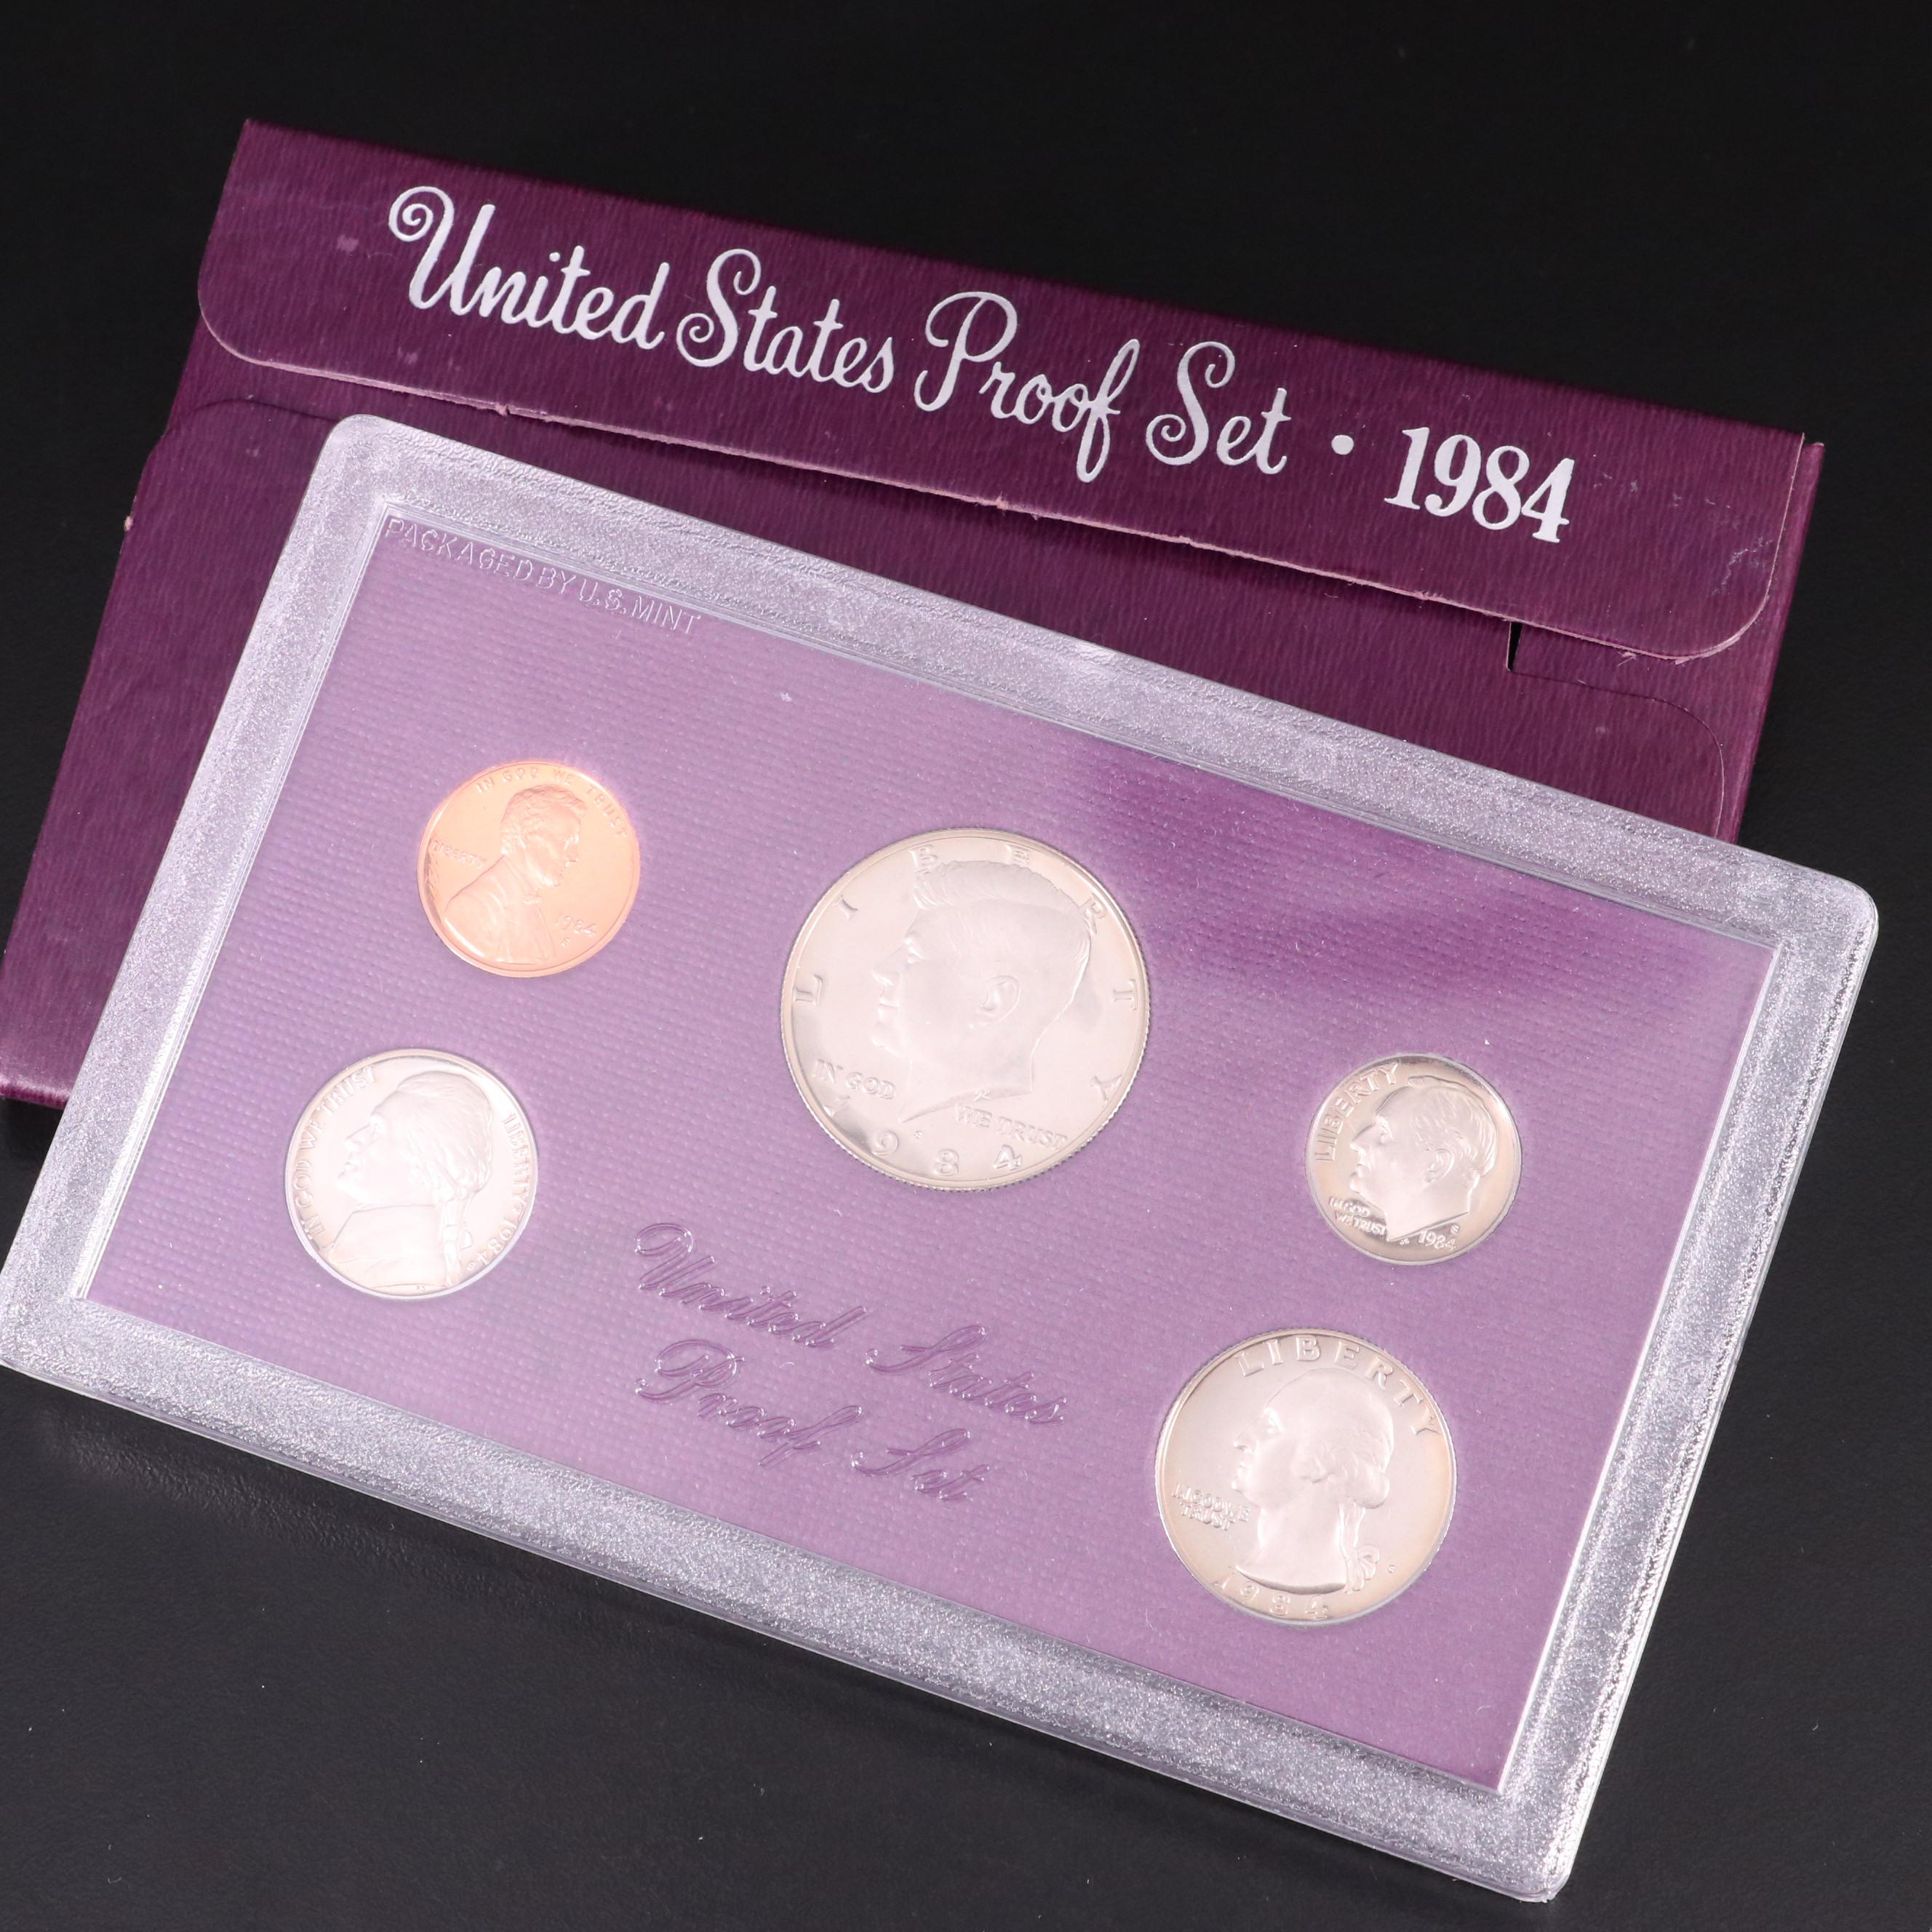 United States Proof Set • 1984
PACKAGED BY U.S. MINT
IN GOD WE TRUST
LIBERTY
1984
S
LIBERTY
IN GOD
WE TRUST
1984
IN GOD WE TRUST
LIBERTY 1984
LIBERTY
IN GOD
WE TRUST
S
1984
United States
Proof Set
LIBERTY
IN GOD WE
TRUST
1984